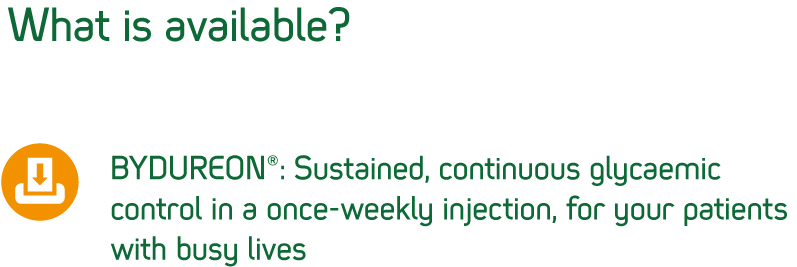 What is available?
BYDUREON®: Sustained, continuous glycaemic
control in a once-weekly injection, for your patients
with busy lives